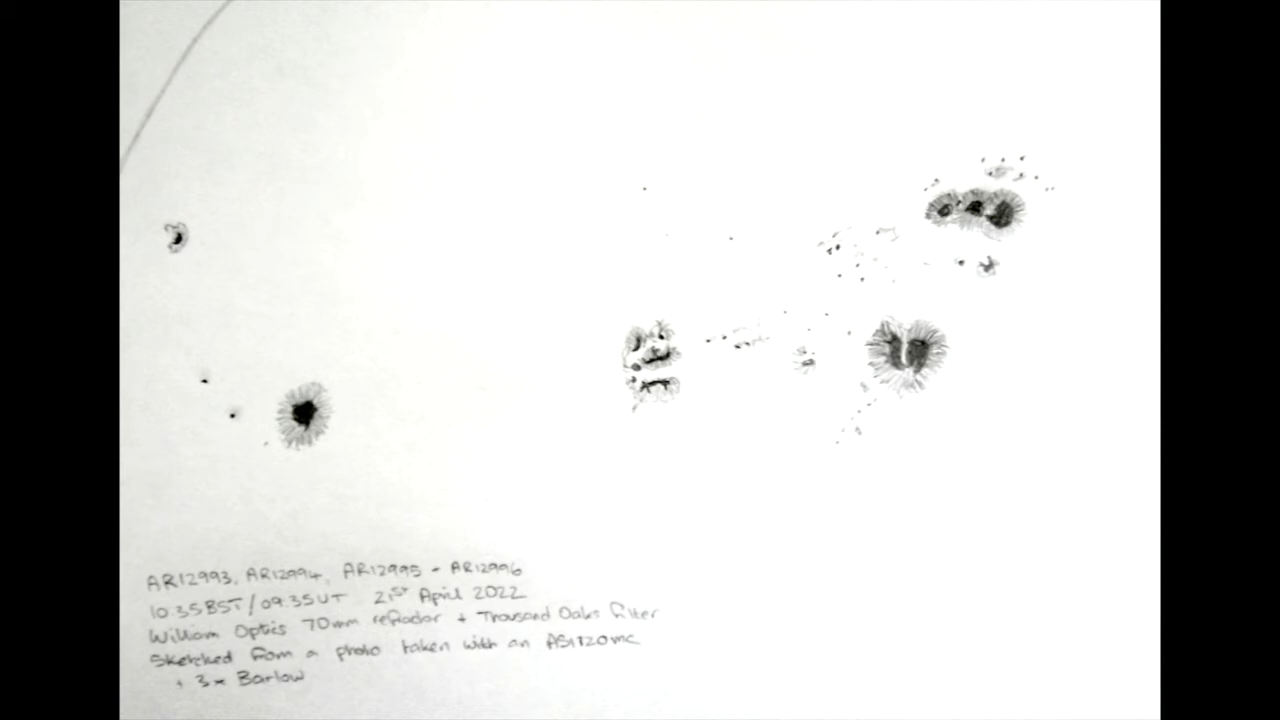 AR12993, AR12994, AR12995 - AR12996
10:35BST/09:35UT 21st April 2022
William Optics 70mm refractor + Thousand Oaks filter
Sketched from a photo taken with an ASI120mc
+ 3x Barlow